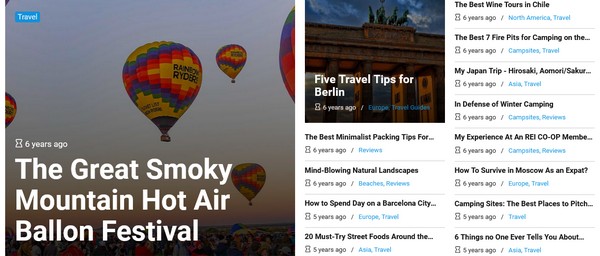 Travel
RAINBOW
RYDERS
6 years ago
The Great Smoky
Mountain Hot Air
Ballon Festival
Five Travel Tips for
Berlin
6 years ago / Europe, Travel Guides
The Best Minimalist Packing Tips For...
6 years ago / Reviews
Mind-Blowing Natural Landscapes
6 years ago / Beaches, Reviews
How to Spend Day on a Barcelona City...
5 years ago / Europe, Travel
20 Must-Try Street Foods Around the...
5 years ago / Asia, Travel
The Best Wine Tours in Chile
6 years ago / North America, Travel
The Best 7 Fire Pits for Camping on the...
6 years ago / Campsites, Travel
My Japan Trip - Hirosaki, Aomori/Sakur...
6 years ago / Asia, Travel
In Defense of Winter Camping
6 years ago / Campsites, Reviews
My Experience At An REI CO-OP Membe...
6 years ago / Campsites, Reviews
How To Survive in Moscow As an Expat?
6 years ago / Europe, Travel
Camping Sites: The Best Places to Pitch...
5 years ago / Travel
6 Things no One Ever Tells You About...
5 years ago / Asia, Travel